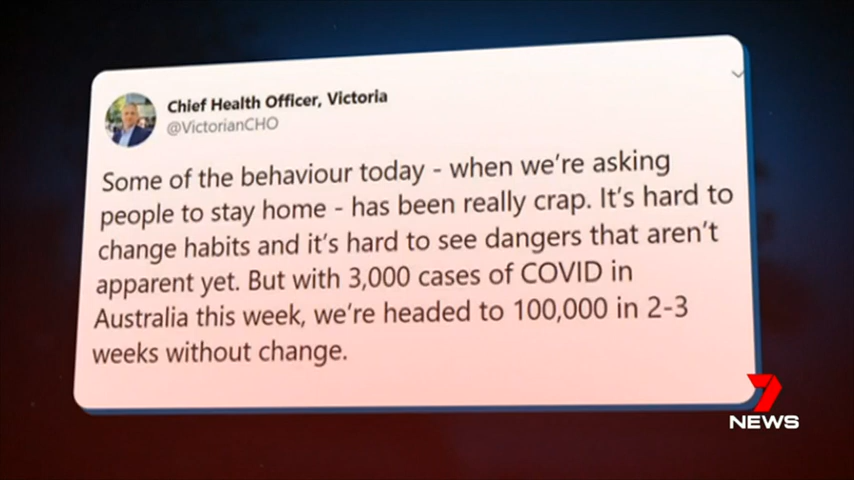 Chief Health Officer, Victoria
@VictorianCHO
Some of the behaviour today - when we're asking
people to stay home - has been really crap. It's hard to
change habits and it's hard to see dangers that aren't
apparent yet. But with 3,000 cases of COVID in
Australia this week, we're headed to 100,000 in 2-3
weeks without change.
7
NEWS